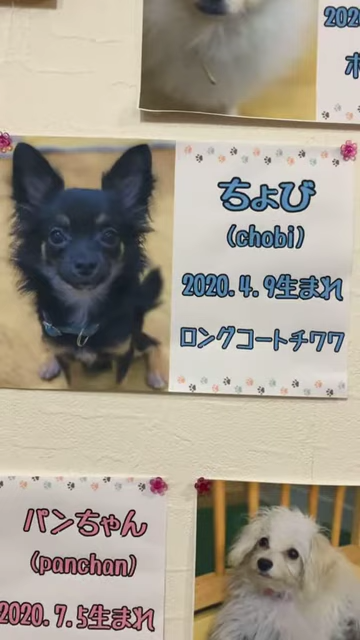 202
ちょび
(chobi)
2020.4.9生まれ
ロングコートチワワ
パンちゃん
(panchan)
2020.7.5生まれ